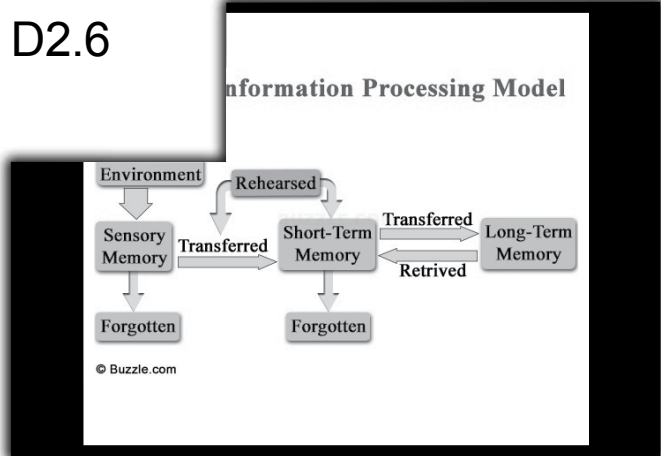 D2.6
nformation Processing Model
Environment
Rehearsed
Sensory
Memory
Transferred
Short-Term
Memory
Transferred
Retrived
Long-Term
Memory
Forgotten
Forgotten
© Buzzle.com